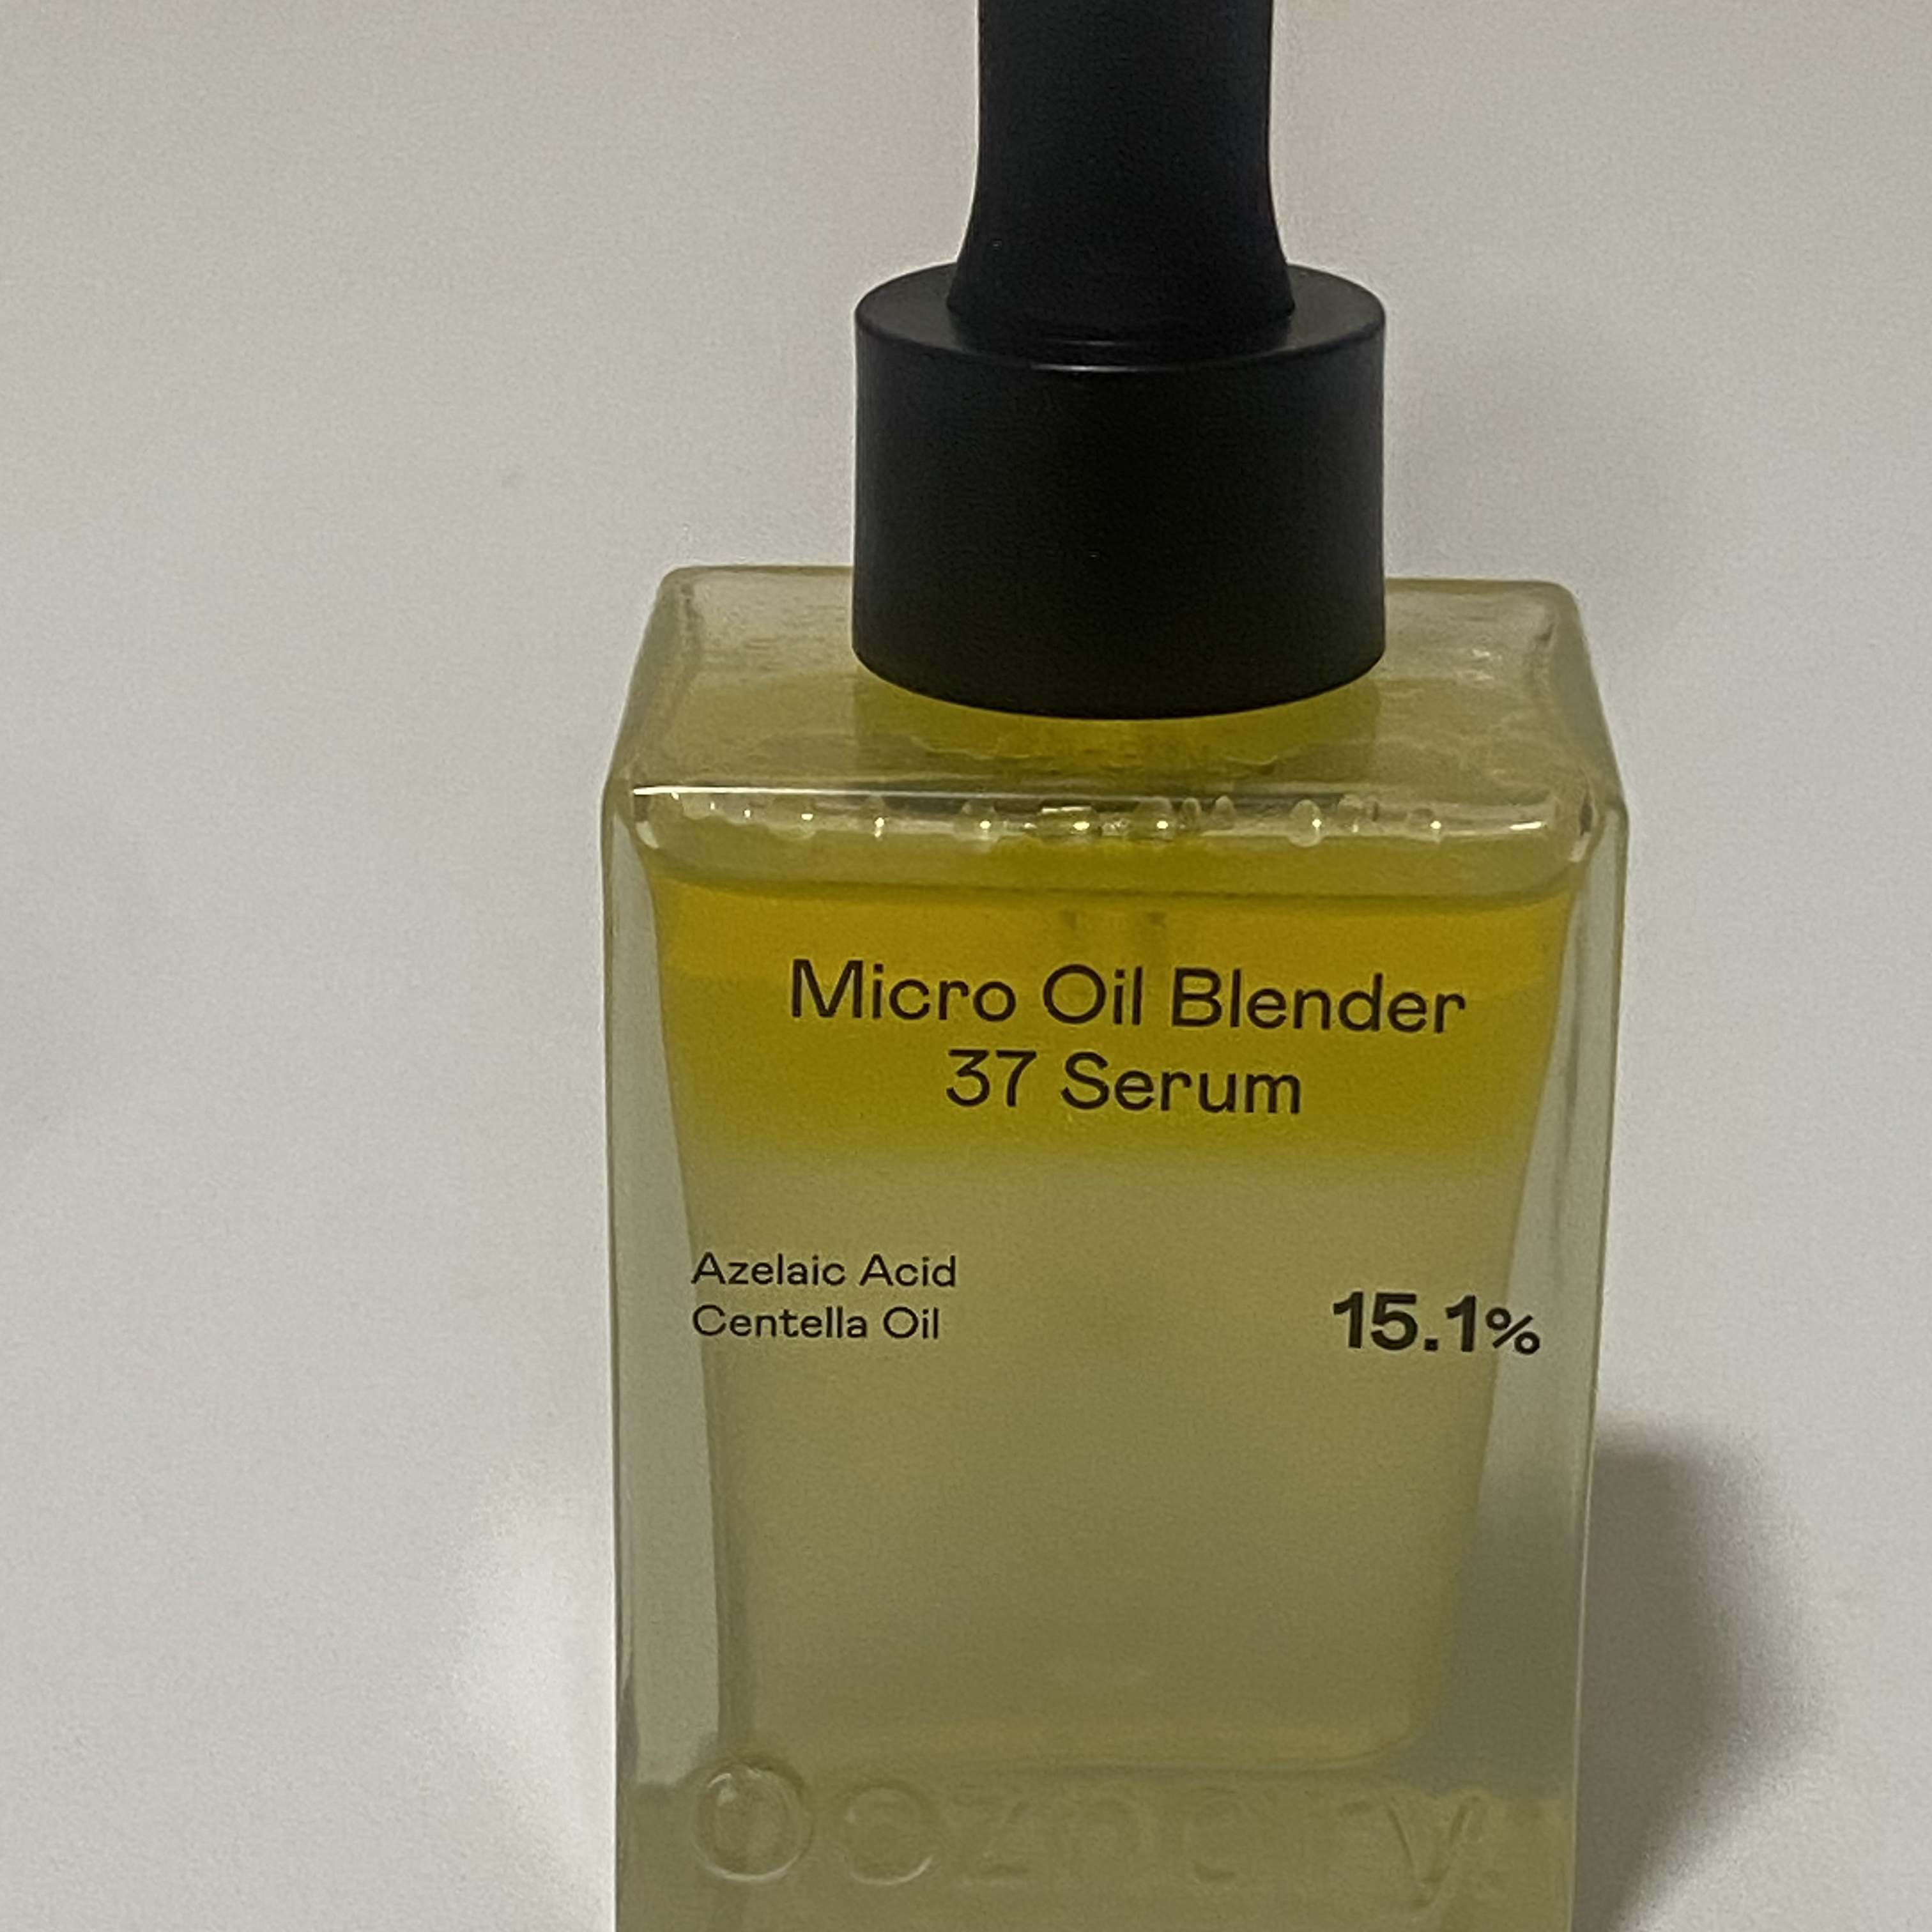 Micro Oil Blender
37 Serum
Azelaic Acid
Centella Oil
15.1%